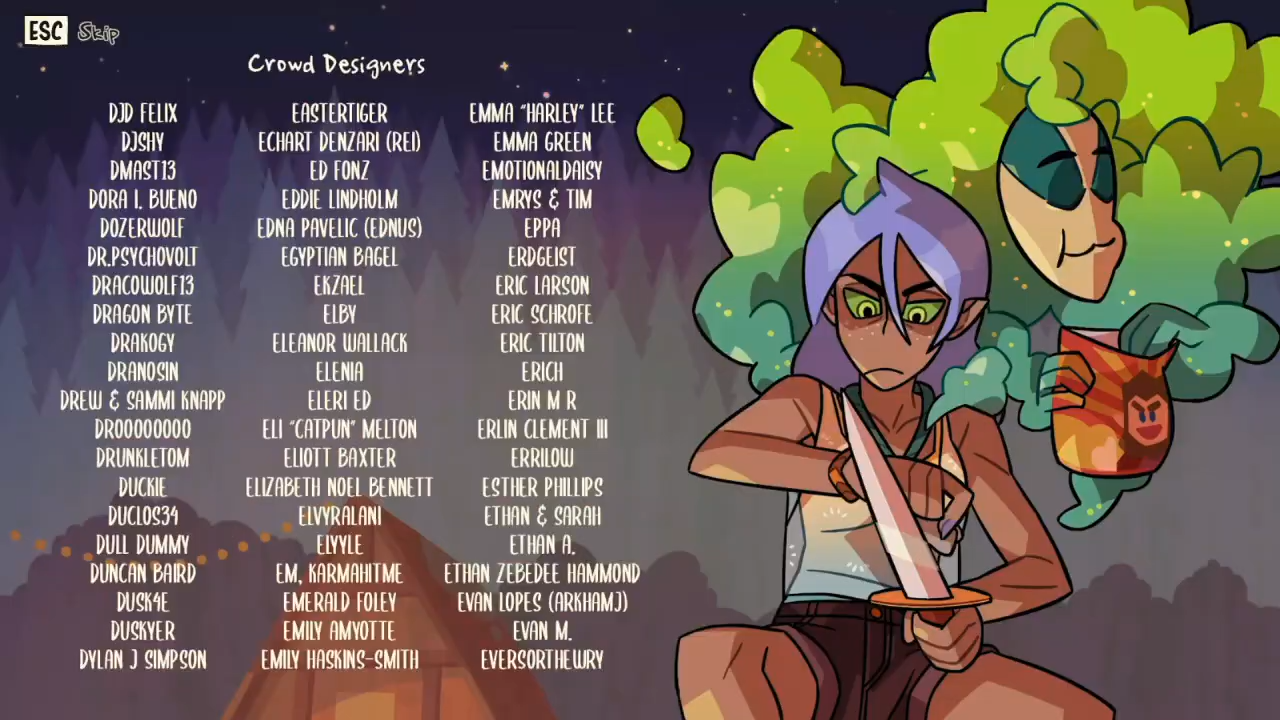 ESC Skip
Crowd Designers
DJD FELIX
DJSHY
DMAST13
DORA I. BUENO
DOZERWOLF
DR.PSYCHOVOLT
DRACOWOLF13
DRAGON BYTE
DRAKOGY
DRANOSIN
DREW & SAMMI KNAPP
DROOOOOOOO
DRUNKLETOM
DUCKIE
DUCLOS34
DULL DUMMY
DUNCAN BAIRD
DUSK4E
DUSKYER
DYLAN J SIMPSON
EASTERTIGER
ECHART DENZARI (REI)
ED FONZ
EDDIE LINDHOLM
EDNA PAVELIC (EDNUS)
EGYPTIAN BAGEL
EKZAEL
ELBY
ELEANOR WALLACK
ELENIA
ELERI ED
ELI "CATPUN" MELTON
ELIOTT BAXTER
ELIZABETH NOEL BENNETT
ELVYRALANI
ELYYLE
EM, KARMAHITME
EMERALD FOLEY
EMILY AMYOTTE
EMILY HASKINS-SMITH
EMMA "HARLEY" LEE
EMMA GREEN
EMOTIONALDAISY
EMRYS & TIM
EPPA
ERDGEIST
ERIC LARSON
ERIC SCHROFE
ERIC TILTON
ERICH
ERIN M R
ERLIN CLEMENT III
ERRILOW
ESTHER PHILLIPS
ETHAN & SARAH
ETHAN A.
ETHAN ZEBEDEE HAMMOND
EVAN LOPES (ARKHAMJ)
EVAN M.
EVERSORTHEWRY